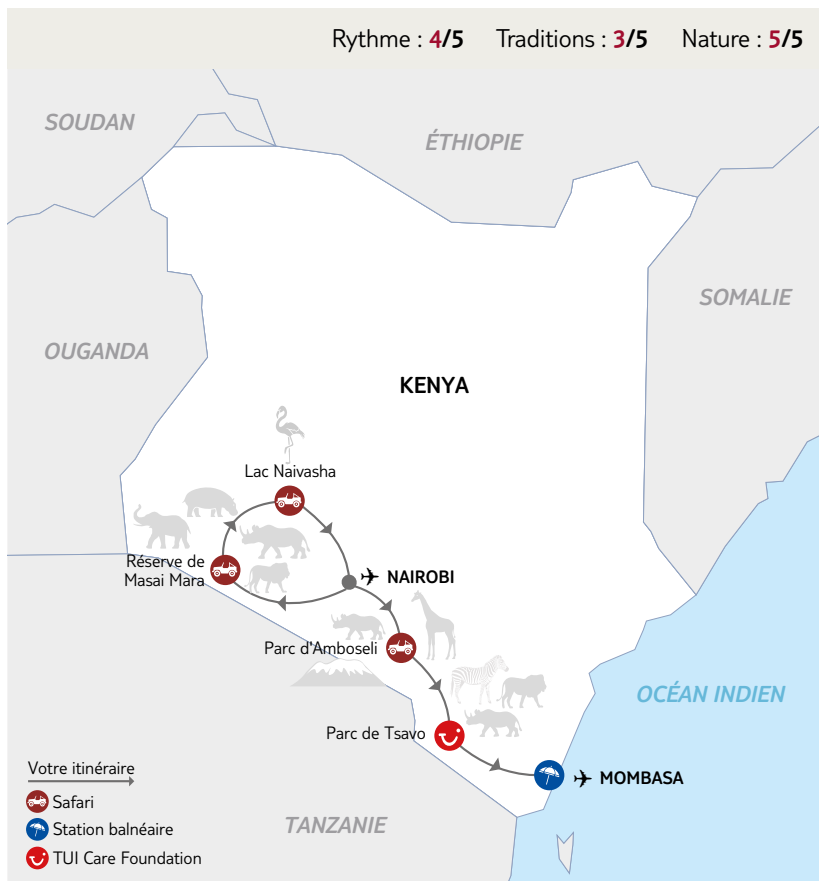 Rythme : 4/5 Traditions : 3/5 Nature : 5/5
SOUDAN
ÉTHIOPIE
SOMALIE
OUGANDA
KENYA
Lac Naivasha
Réserve de
Masai Mara
NAIROBI
Parc d'Amboseli
OCÉAN INDIEN
Parc de Tsavo
MOMBASA
Votre itinéraire
Safari
Station balnéaire
TUI Care Foundation
TANZANIE